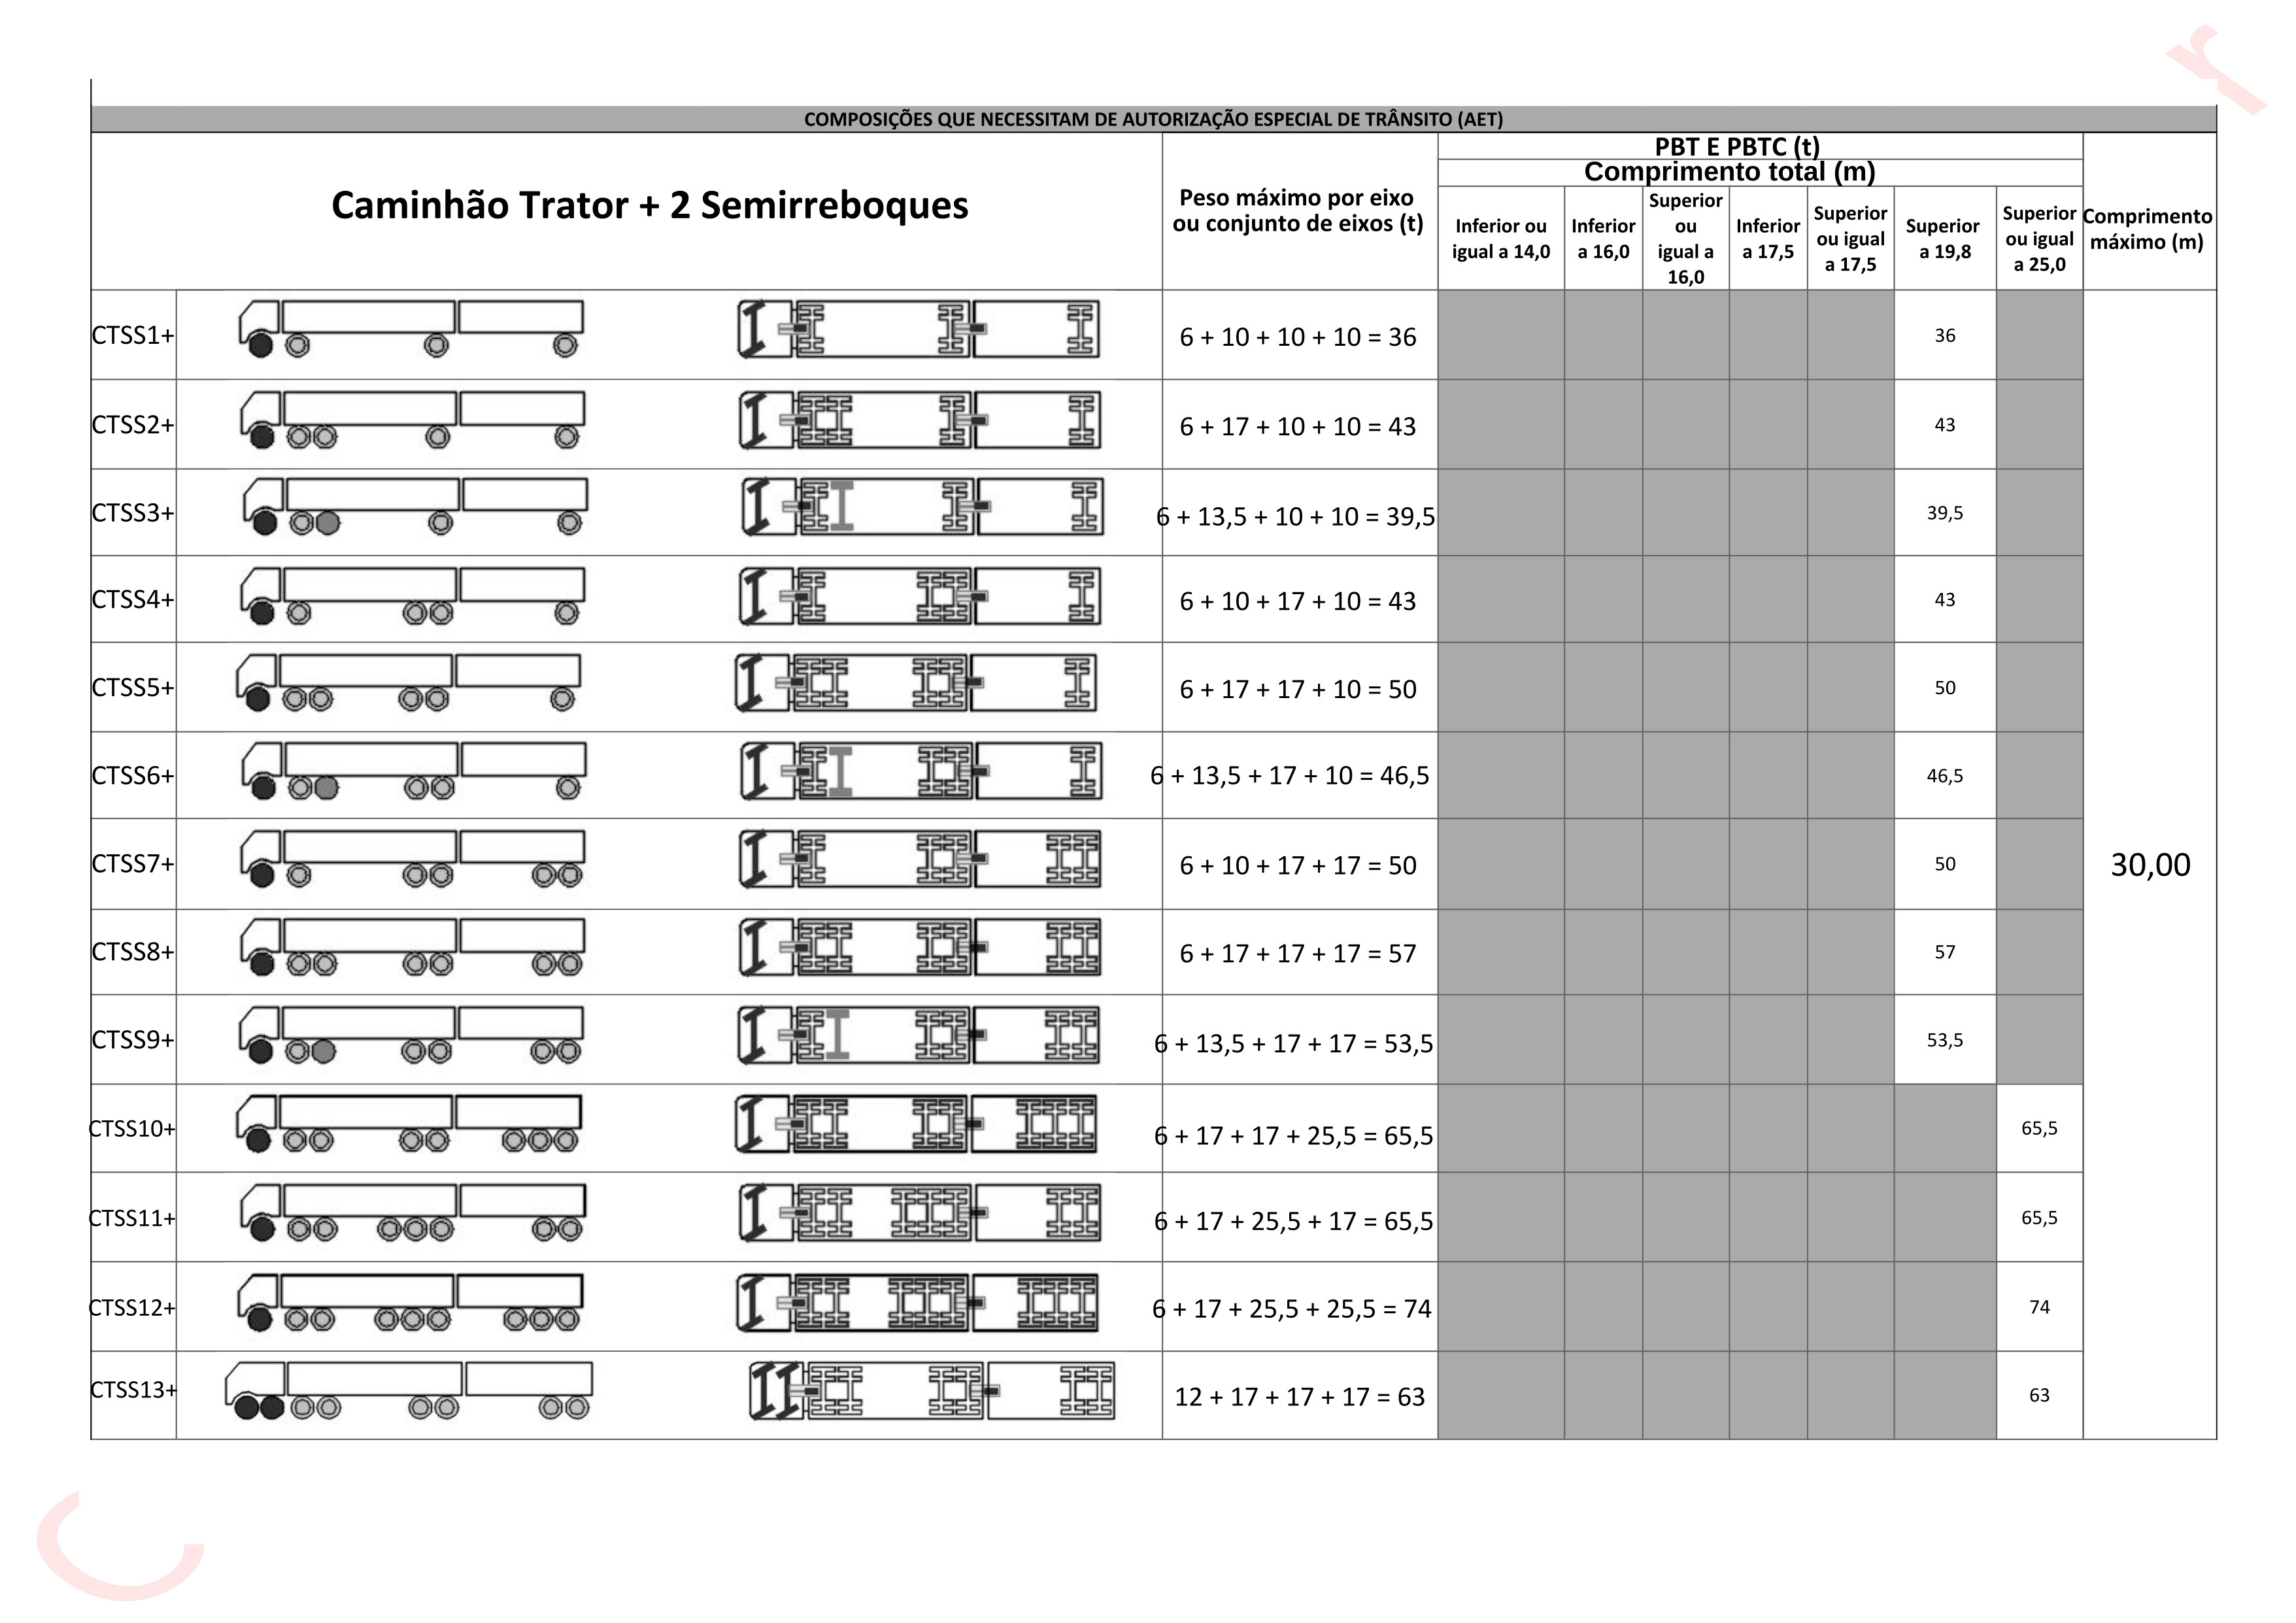 COMPOSIÇÕES QUE NECESSITAM DE AUTORIZAÇÃO ESPECIAL DE TRÂNSITO (AET)
Caminhão Trator + 2 Semirreboques
Peso máximo por eixo
ou conjunto de eixos (t)
PBT E PBTC (t)
Comprimento total (m)
Inferior ou
igual a 14,0
Inferior
a 16,0
Superior
ou
igual a
16,0
Inferior
a 17,5
Superior
ou igual
a 17,5
Superior
a 19,8
Superior
ou igual
a 25,0
Comprimento
máximo (m)
CTSS1+ 6 + 10 + 10 + 10 = 36 36
CTSS2+ 6 + 17 + 10 + 10 = 43 43
CTSS3+ 6 + 13,5 + 10 + 10 = 39,5 39,5
CTSS4+ 6 + 10 + 17 + 10 = 43 43
CTSS5+ 6 + 17 + 17 + 10 = 50 50
CTSS6+ 6 + 13,5 + 17 + 10 = 46,5 46,5
CTSS7+ 6 + 10 + 17 + 17 = 50 50 30,00
CTSS8+ 6 + 17 + 17 + 17 = 57 57
CTSS9+ 6 + 13,5 + 17 + 17 = 53,5 53,5
CTSS10+ 6 + 17 + 17 + 25,5 = 65,5 65,5
CTSS11+ 6 + 17 + 25,5 + 17 = 65,5 65,5
CTSS12+ 6 + 17 + 25,5 + 25,5 = 74 74
CTSS13+ 12 + 17 + 17 + 17 = 63 63
C
r